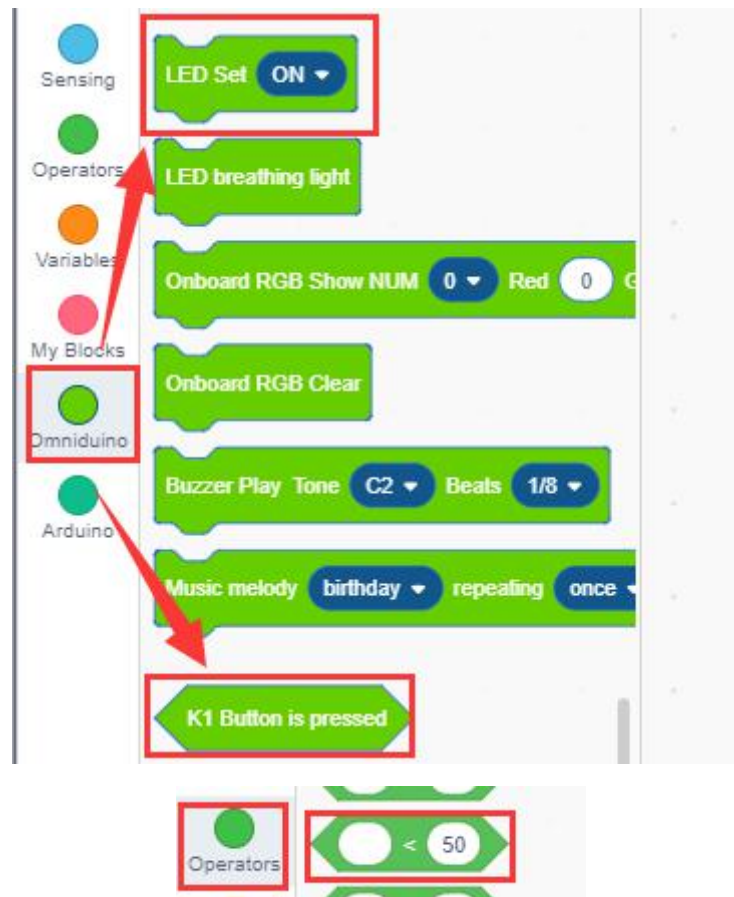 Sensing
Operators
Variables
My Blocks
Omniduino
Arduino
LED Set ON
LED breathing light
Onboard RGB Show NUM 0 Red 0
Onboard RGB Clear
Buzzer Play Tone C2 Beats 1/8
Music melody birthday repeating once
K1 Button is pressed
Operators
< 50